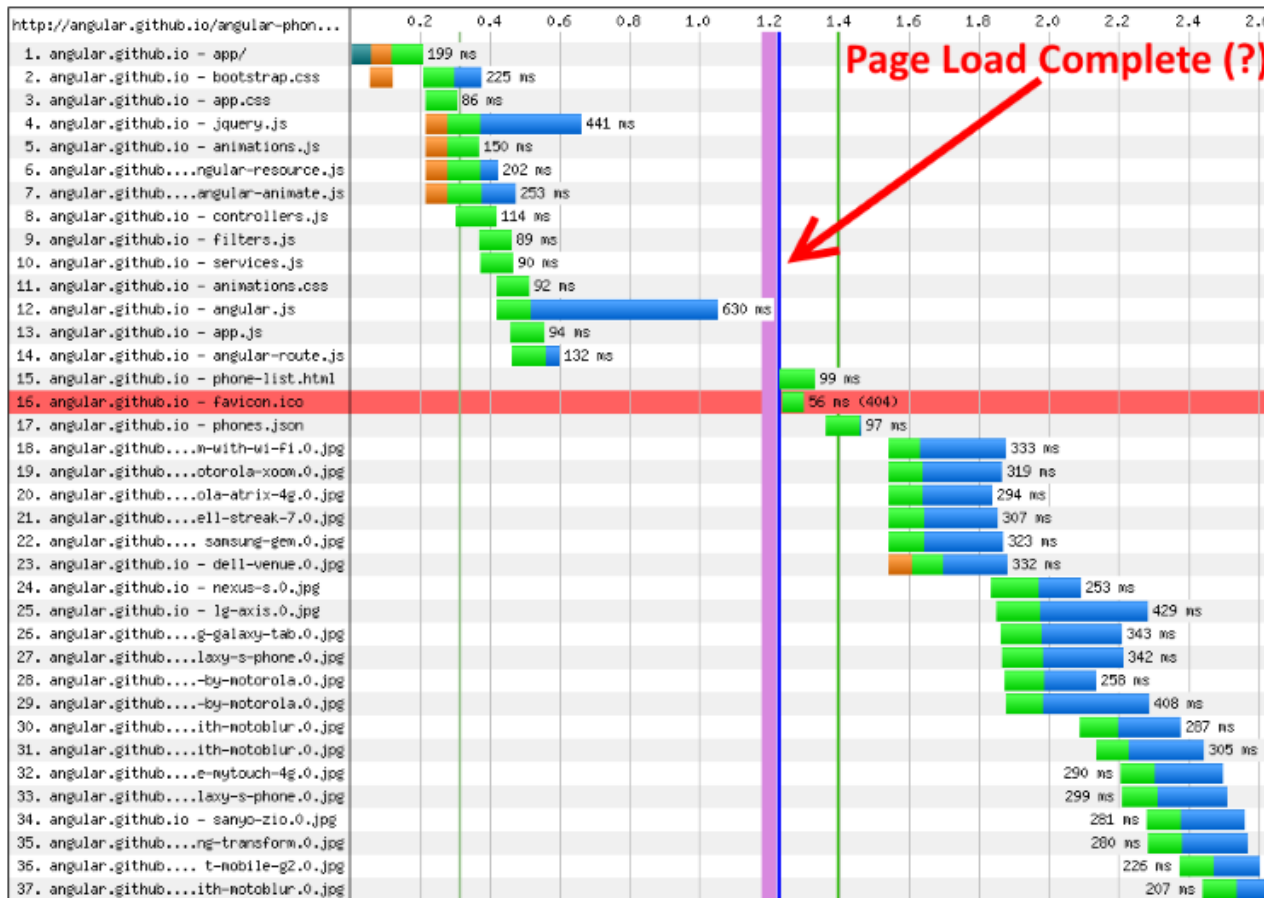 http://angular.github.io/angular-phon... 0.2 0.4 0.6 0.8 1.0 1.2 1.4 1.6 1.8 2.0 2.2 2.4 2.6
Page Load Complete (?)
1. angular.github.io - app/ 199 ms
2. angular.github.io - bootstrap.css 225 ms
3. angular.github.io - app.css 86 ms
4. angular.github.io - jquery.js 441 ms
5. angular.github.io - animations.js 150 ms
6. angular.github....ngular-resource.js 202 ms
7. angular.github....angular-animate.js 253 ms
8. angular.github.io - controllers.js 114 ms
9. angular.github.io - filters.js 89 ms
10. angular.github.io - services.js 90 ms
11. angular.github.io - animations.css 92 ms
12. angular.github.io - angular.js 630 ms
13. angular.github.io - app.js 94 ms
14. angular.github.io - angular-route.js 132 ms
15. angular.github.io - phone-list.html 99 ms
16. angular.github.io - favicon.ico 56 ms (404)
17. angular.github.io - phones.json 97 ms
18. angular.github....m-with-wi-fi.0.jpg 333 ms
19. angular.github....otorola-xoom.0.jpg 319 ms
20. angular.github....ola-atrix-4g.0.jpg 294 ms
21. angular.github....ell-streak-7.0.jpg 307 ms
22. angular.github.... samsung-gem.0.jpg 323 ms
23. angular.github.io - dell-venue.0.jpg 332 ms
24. angular.github.io - nexus-s.0.jpg 253 ms
25. angular.github.io - lg-axis.0.jpg 429 ms
26. angular.github....g-galaxy-tab.0.jpg 343 ms
27. angular.github....laxy-s-phone.0.jpg 342 ms
28. angular.github....-by-motorola.0.jpg 258 ms
29. angular.github....-by-motorola.0.jpg 408 ms
30. angular.github....ith-motoblur.0.jpg 287 ms
31. angular.github....ith-motoblur.0.jpg 305 ms
32. angular.github....e-mytouch-4g.0.jpg 290 ms
33. angular.github....laxy-s-phone.0.jpg 299 ms
34. angular.github.io - sanyo-zio.0.jpg 281 ms
35. angular.github....ng-transform.0.jpg 280 ms
36. angular.github.... t-mobile-g2.0.jpg 226 ms
37. angular.github....ith-motoblur.0.jpg 207 ms